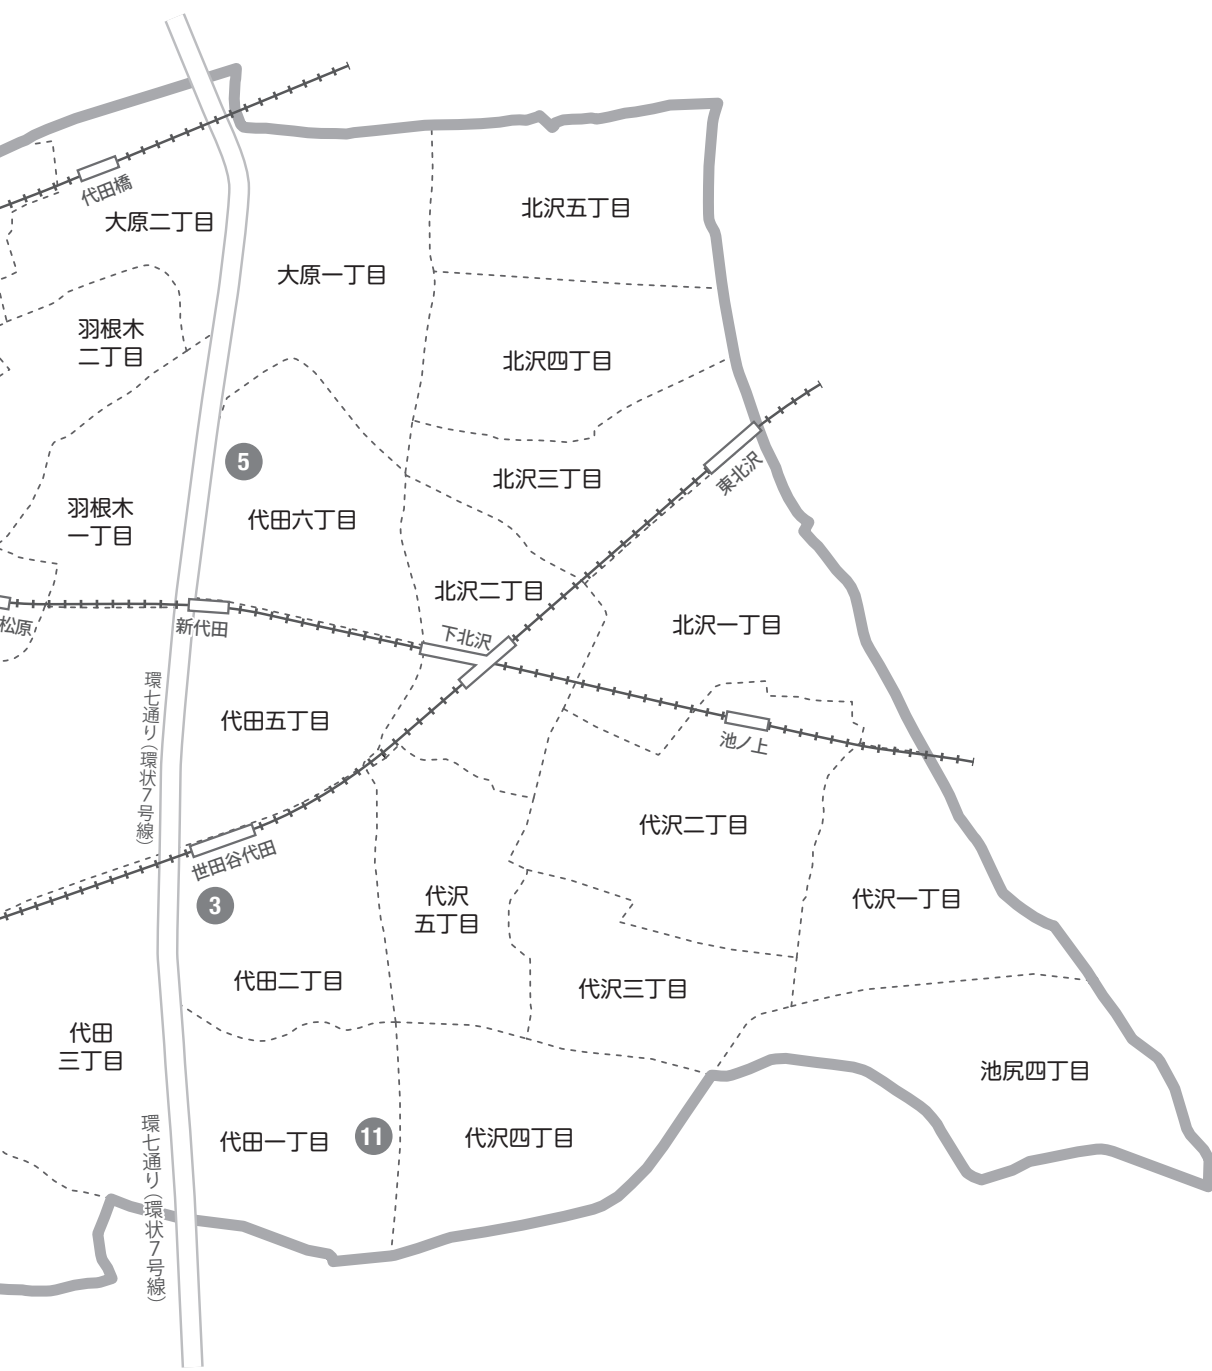 代田橋
大原二丁目
北沢五丁目
大原一丁目
羽根木
二丁目
北沢四丁目
5
北沢三丁目
東北沢
羽根木
一丁目
代田六丁目
北沢二丁目
松原
新代田
下北沢
北沢一丁目
環七通り(環状7号線)
代田五丁目
池ノ上
代沢二丁目
世田谷代田
3
代沢
五丁目
代沢一丁目
代田二丁目
代沢三丁目
代田
三丁目
池尻四丁目
環七通り(環状7号線)
代田一丁目
11
代沢四丁目